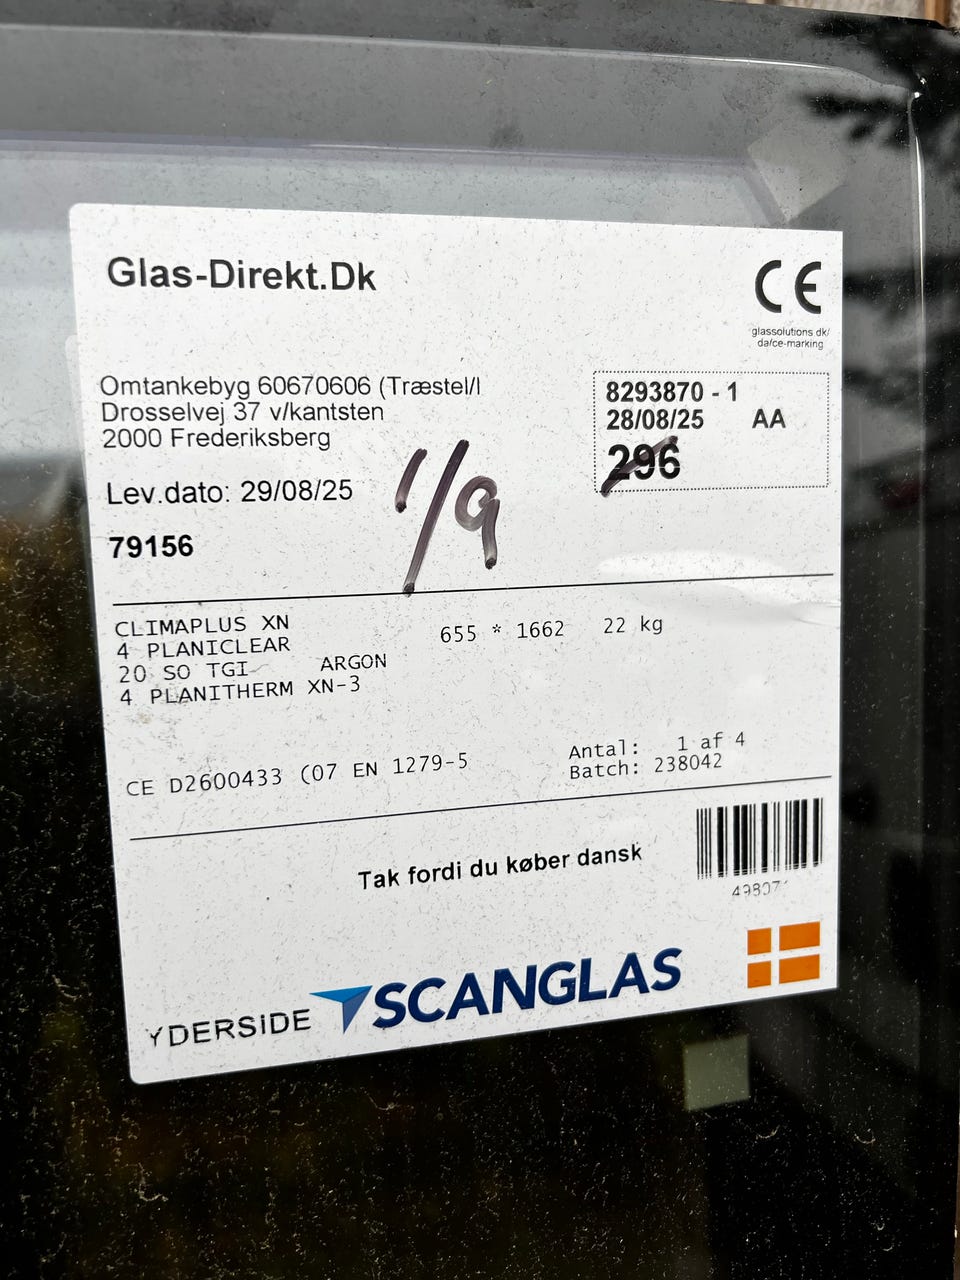 Glas-Direkt.Dk
CE
glassolutions.dk/
da/ce-marking
Omtankebyg 60670606 (Træstel/l
Drosselvej 37 v/kantsten
2000 Frederiksberg
8293870 - 1
28/08/25 AA
296
Lev.dato: 29/08/25
1/9
79156
CLIMAPLUS XN
4 PLANICLEAR
20 SO TGI ARGON
4 PLANITHERM XN-3
655 * 1662 22 kg
CE D2600433 (07 EN 1279-5
Antal: 1 af 4
Batch: 238042
Tak fordi du køber dansk
YDERSiDE
SCANGLAS